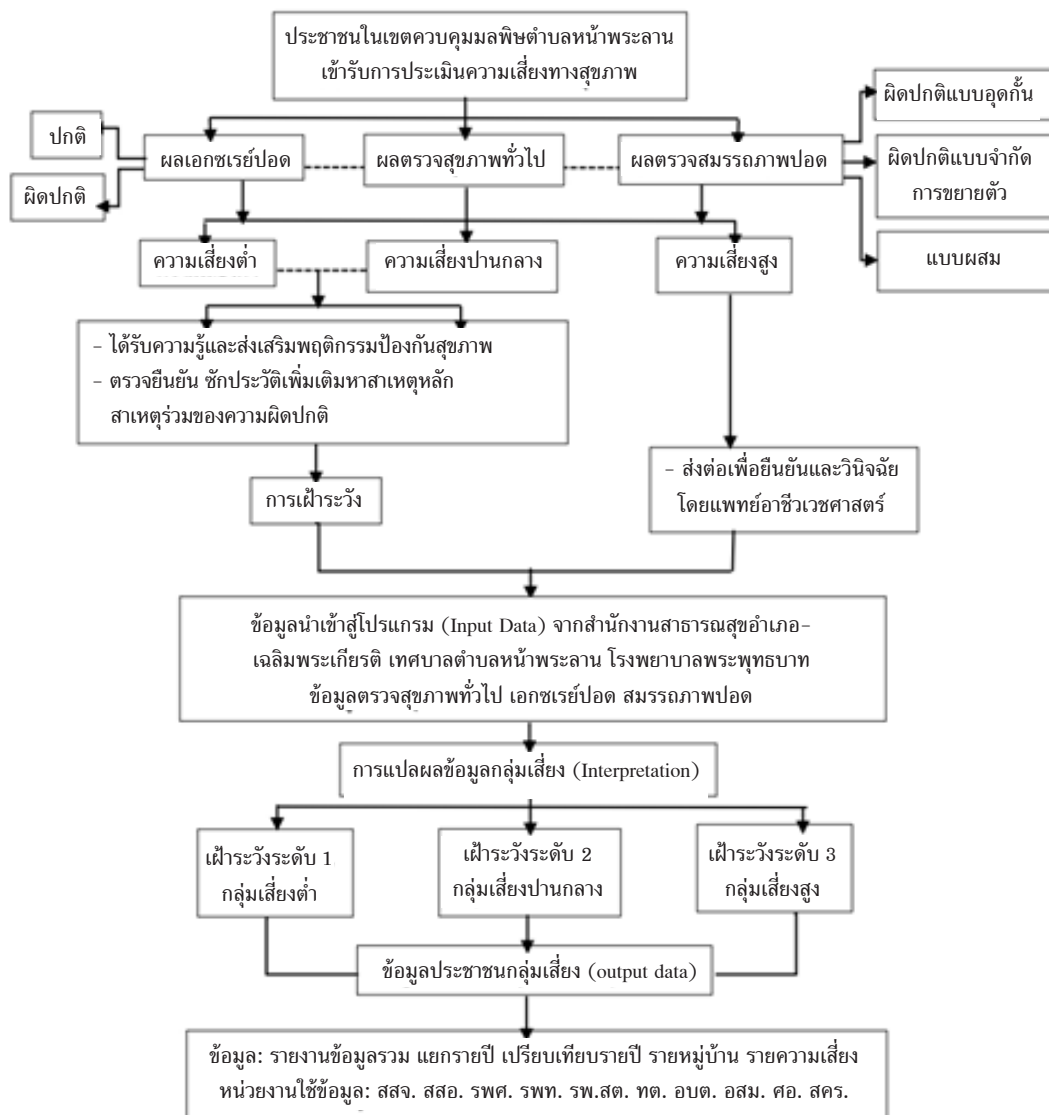 ประชาชนในเขตควบคุมมลพิษตำบลหน้าพระลาน
เข้ารับการประเมินความเสี่ยงทางสุขภาพ
ปกติ
ผิดปกติ
ผลเอกซเรย์ปอด
ผลตรวจสุขภาพทั่วไป
ผลตรวจสมรรถภาพปอด
ผิดปกติแบบอุดกั้น
ผิดปกติแบบจำกัด
การขยายตัว
แบบผสม
ความเสี่ยงต่ำ
ความเสี่ยงปานกลาง
ความเสี่ยงสูง
- ได้รับความรู้และส่งเสริมพฤติกรรมป้องกันสุขภาพ
- ตรวจยืนยัน ซักประวัติเพิ่มเติมหาสาเหตุหลัก
สาเหตุร่วมของความผิดปกติ
การเฝ้าระวัง
- ส่งต่อเพื่อยืนยันและวินิจฉัย
โดยแพทย์อาชีวเวชศาสตร์
ข้อมูลนำเข้าสู่โปรแกรม (Input Data) จากสำนักงานสาธารณสุขอำเภอ-
เฉลิมพระเกียรติ เทศบาลตำบลหน้าพระลาน โรงพยาบาลพระพุทธบาท
ข้อมูลตรวจสุขภาพทั่วไป เอกซเรย์ปอด สมรรถภาพปอด
การแปลผลข้อมูลกลุ่มเสี่ยง (Interpretation)
เฝ้าระวังระดับ 1
กลุ่มเสี่ยงต่ำ
เฝ้าระวังระดับ 2
กลุ่มเสี่ยงปานกลาง
เฝ้าระวังระดับ 3
กลุ่มเสี่ยงสูง
ข้อมูลประชาชนกลุ่มเสี่ยง (output data)
ข้อมูล: รายงานข้อมูลรวม แยกรายปี เปรียบเทียบรายปี รายหมู่บ้าน รายความเสี่ยง
หน่วยงานใช้ข้อมูล: สสจ. สสอ. รพศ. รพท. รพ.สต. ทต. อบต. อสม. ศอ. สคร.